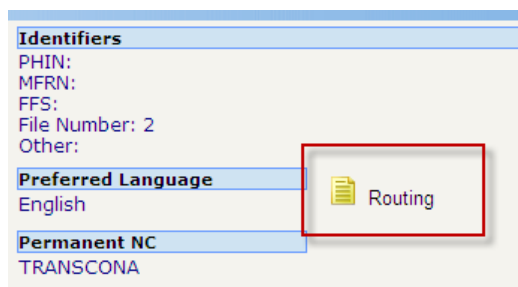 Identifiers
PHIN:
MFRN:
FFS:
File Number: 2
Other:
Preferred Language
English
Routing
Permanent NC
TRANSCONA